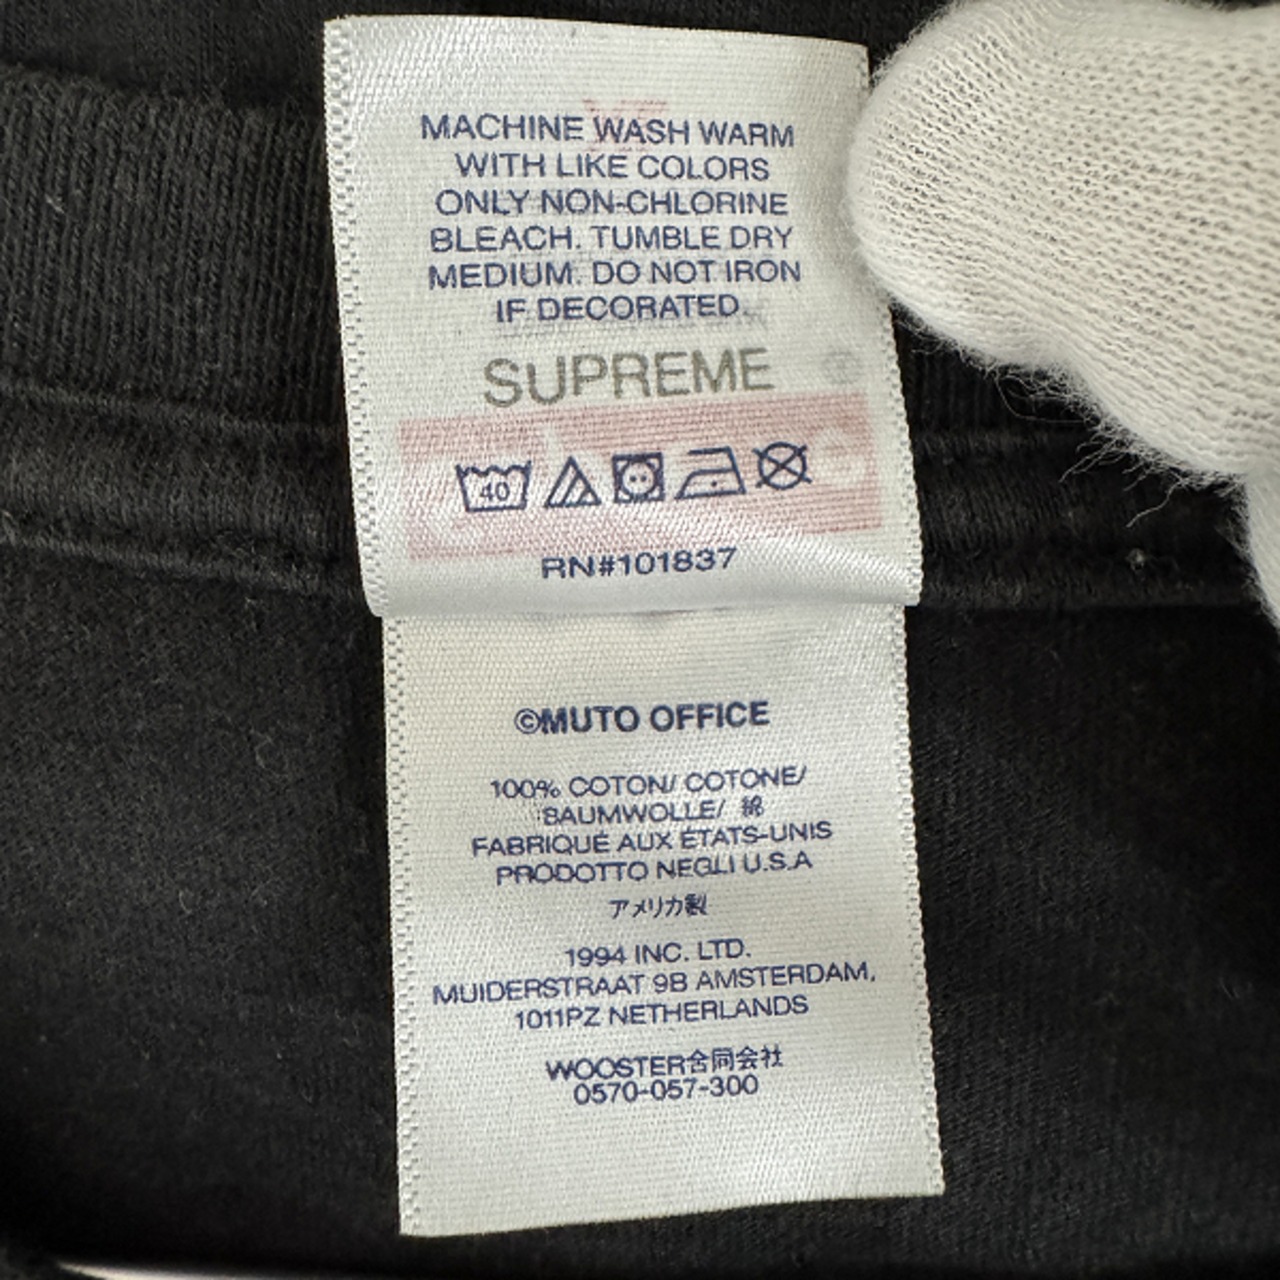 MACHINE WASH WARM
WITH LIKE COLORS
ONLY NON-CHLORINE
BLEACH. TUMBLE DRY
MEDIUM. DO NOT IRON
IF DECORATED.
SUPREME
40
RN#101837
©MUTO OFFICE
100% COTON/ COTONE/
BAUMWOLLE/ 綿
FABRIQUÉ AUX ÉTATS-UNIS
PRODOTTO NEGLI U.S.A
アメリカ製
1994 INC. LTD.
MUIDERSTRAAT 9B AMSTERDAM,
1011PZ NETHERLANDS
WOOSTER合同会社
0570-057-300